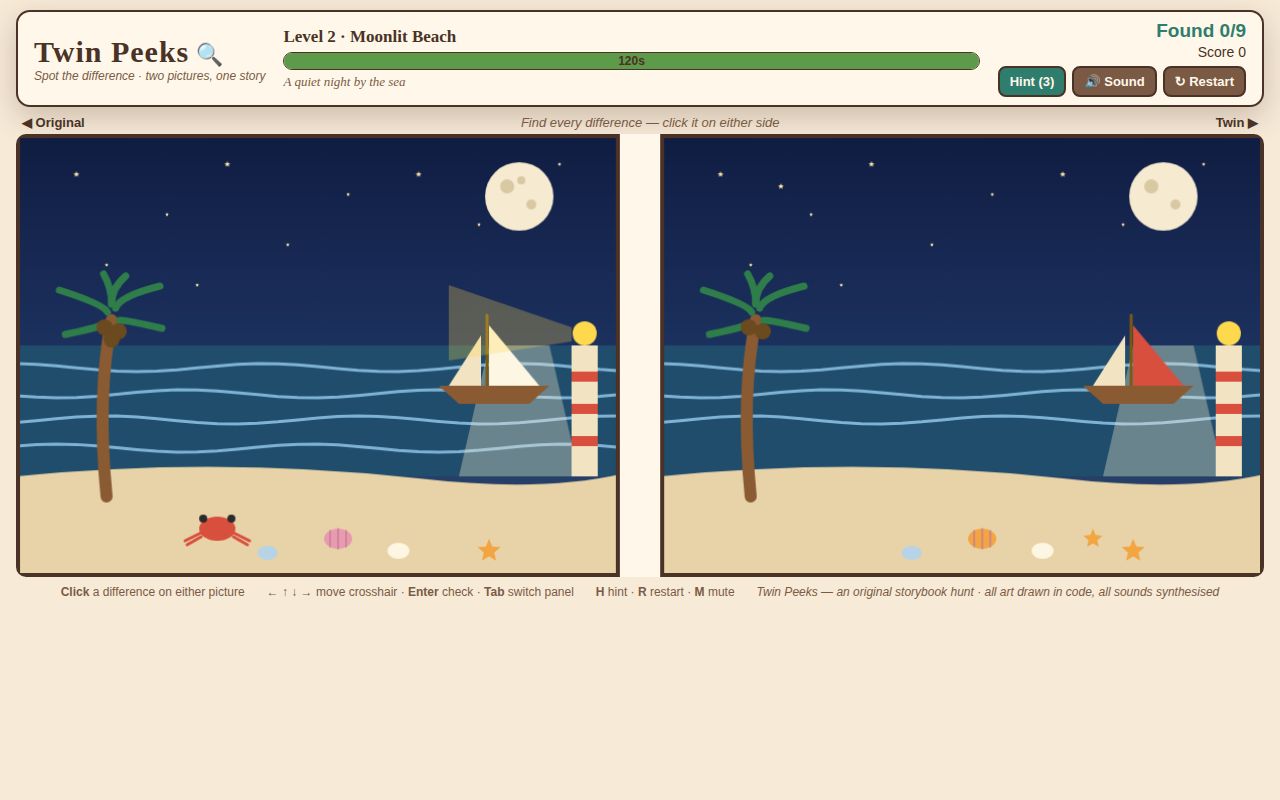 Twin Peeks 🔍
Spot the difference · two pictures, one story
Level 2 · Moonlit Beach
120s
A quiet night by the sea
Found 0/9
Score 0
Hint (3)
🔊 Sound
↻ Restart
◀ Original
Find every difference — click it on either side
Twin ▶
Click a difference on either picture
← ↑ ↓ → move crosshair · Enter check · Tab switch panel
H hint · R restart · M mute
Twin Peeks — an original storybook hunt · all art drawn in code, all sounds synthesised